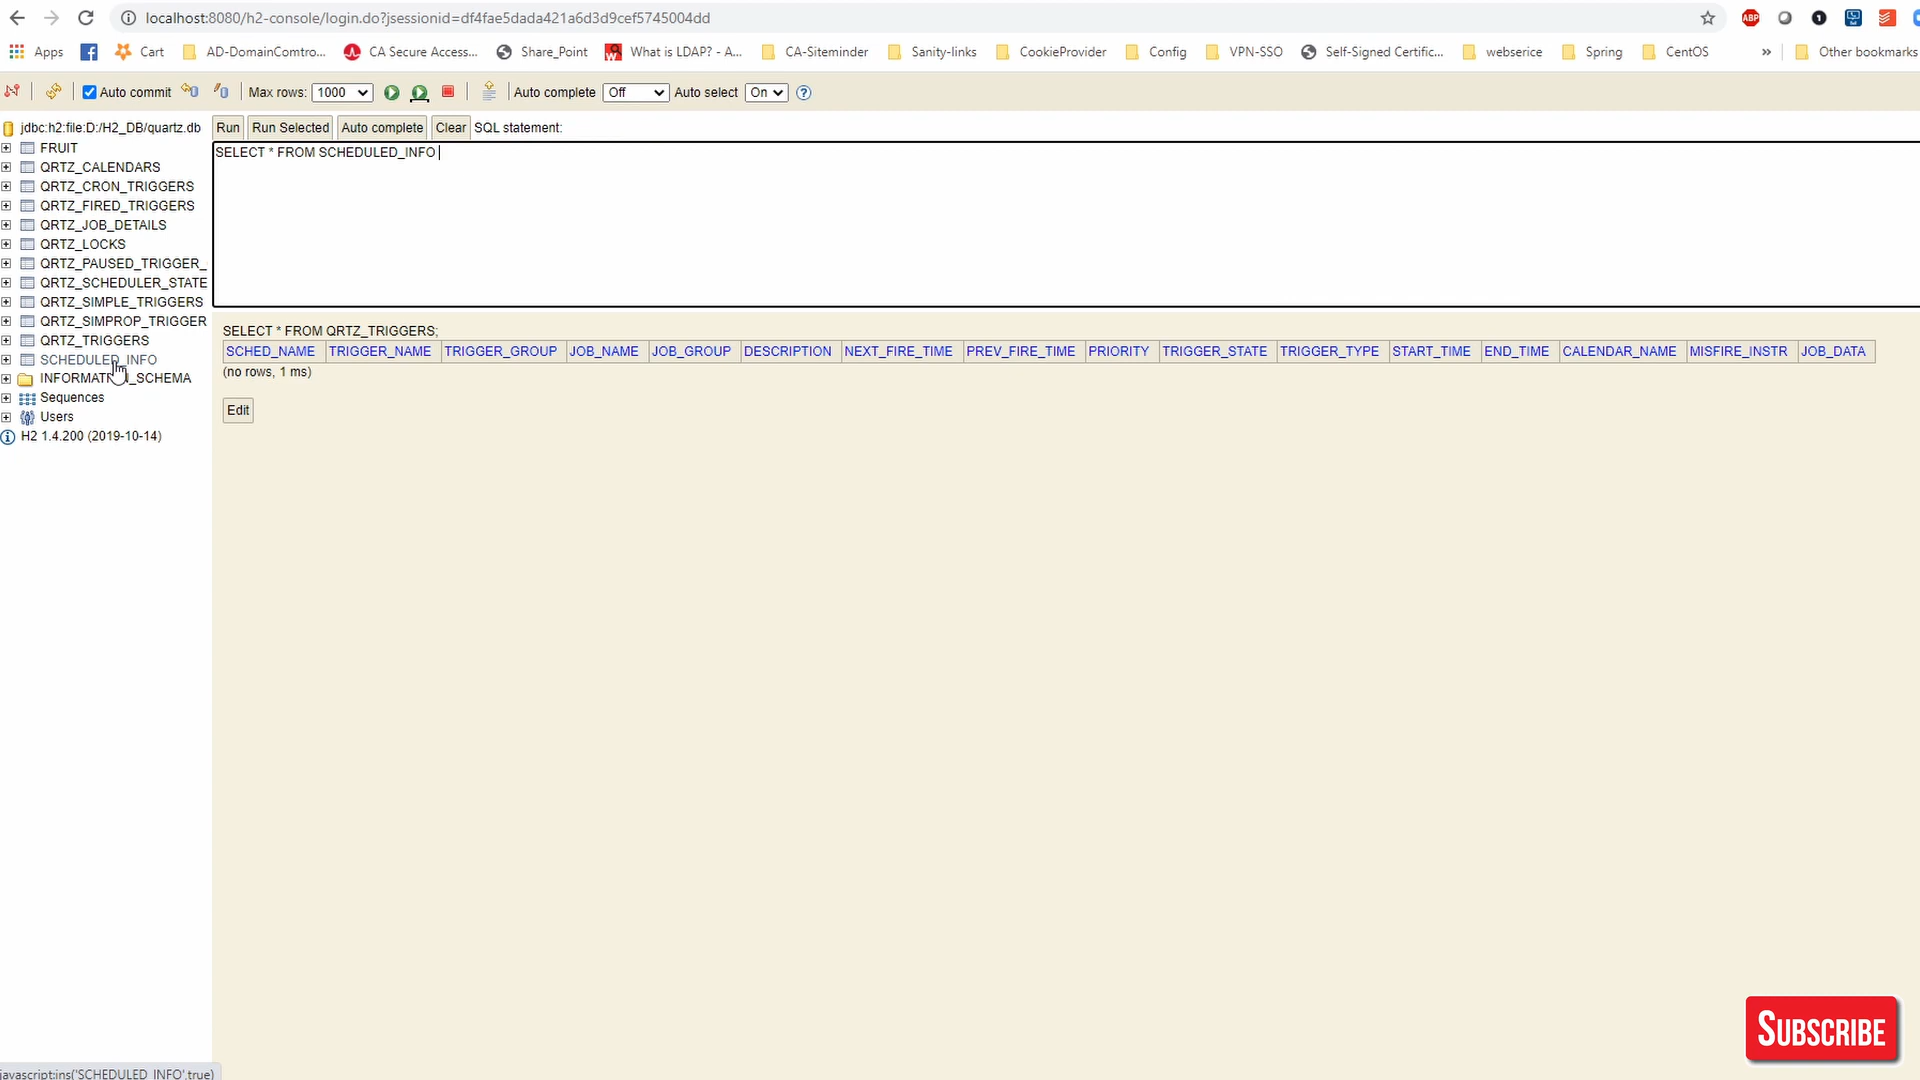 localhost:8080/h2-console/login.do?jsessionid=df4fae5dada421a6d3d9cef5745004dd
ABP
Apps Cart AD-DomainComtro... CA Secure Access... Share_Point What is LDAP? - A... CA-Siteminder Sanity-links CookieProvider Config VPN-SSO Self-Signed Certific... webserice Spring CentOS » Other bookmarks
Auto commit Max rows: 1000 Auto complete Off Auto select On
jdbc:h2:file:D:/H2_DB/quartz.db
FRUIT
QRTZ_CALENDARS
QRTZ_CRON_TRIGGERS
QRTZ_FIRED_TRIGGERS
QRTZ_JOB_DETAILS
QRTZ_LOCKS
QRTZ_PAUSED_TRIGGER_
QRTZ_SCHEDULER_STATE
QRTZ_SIMPLE_TRIGGERS
QRTZ_SIMPROP_TRIGGER
QRTZ_TRIGGERS
SCHEDULED_INFO
Sequences
Users
H2 1.4.200 (2019-10-14)
Run Run Selected Auto complete Clear SQL statement:
SELECT * FROM SCHEDULED_INFO
SELECT * FROM QRTZ_TRIGGERS;
SCHED_NAME TRIGGER_NAME TRIGGER_GROUP JOB_NAME JOB_GROUP DESCRIPTION NEXT_FIRE_TIME PREV_FIRE_TIME PRIORITY TRIGGER_STATE TRIGGER_TYPE START_TIME END_TIME CALENDAR_NAME MISFIRE_INSTR JOB_DATA
(no rows, 1 ms)
Edit
SUBSCRIBE
javascript:ins('SCHEDULED_INFO',true)